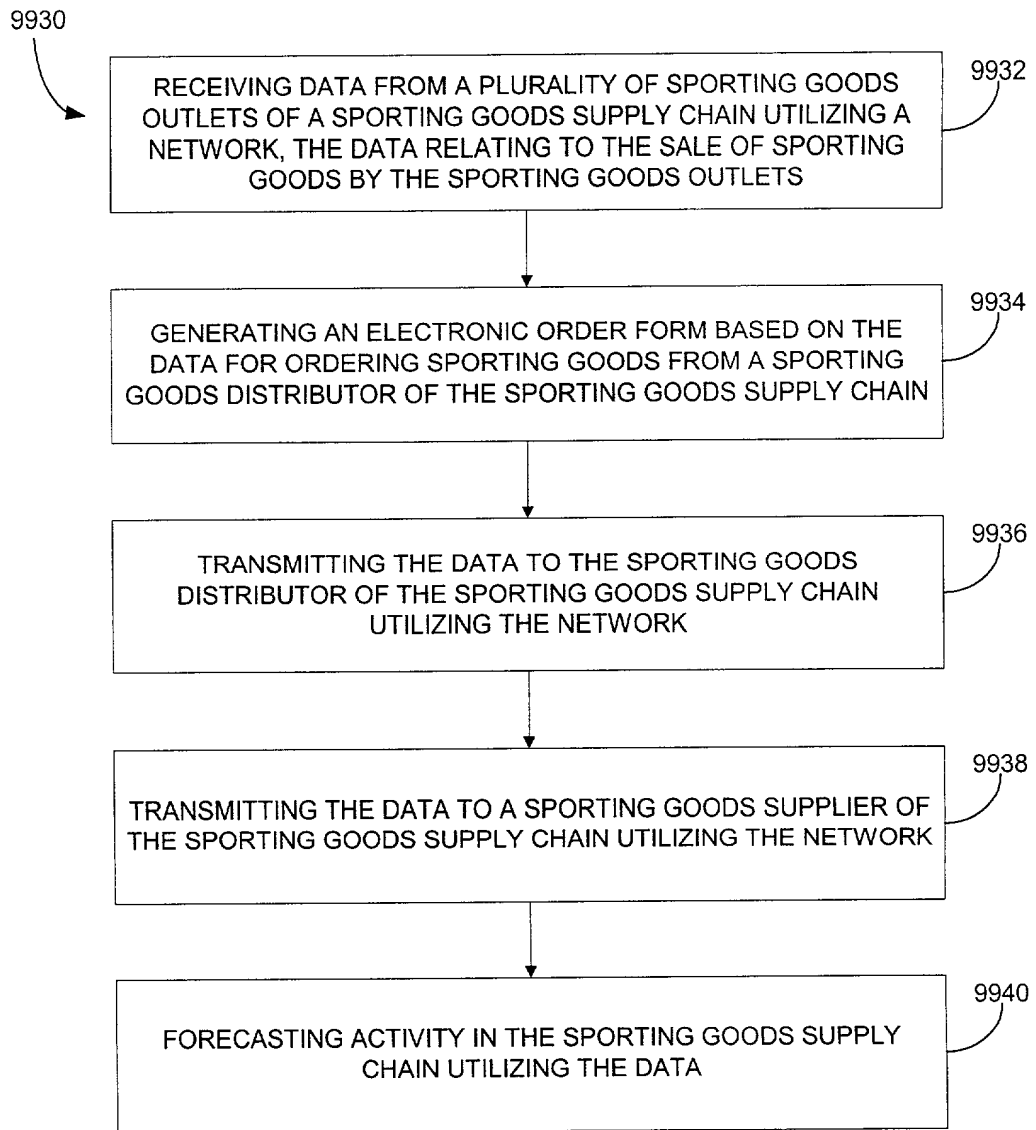 9930
9932
RECEIVING DATA FROM A PLURALITY OF SPORTING GOODS
OUTLETS OF A SPORTING GOODS SUPPLY CHAIN UTILIZING A
NETWORK, THE DATA RELATING TO THE SALE OF SPORTING
GOODS BY THE SPORTING GOODS OUTLETS
9934
GENERATING AN ELECTRONIC ORDER FORM BASED ON THE
DATA FOR ORDERING SPORTING GOODS FROM A SPORTING
GOODS DISTRIBUTOR OF THE SPORTING GOODS SUPPLY CHAIN
9936
TRANSMITTING THE DATA TO THE SPORTING GOODS
DISTRIBUTOR OF THE SPORTING GOODS SUPPLY CHAIN
UTILIZING THE NETWORK
9938
TRANSMITTING THE DATA TO A SPORTING GOODS SUPPLIER OF
THE SPORTING GOODS SUPPLY CHAIN UTILIZING THE NETWORK
9940
FORECASTING ACTIVITY IN THE SPORTING GOODS SUPPLY
CHAIN UTILIZING THE DATA